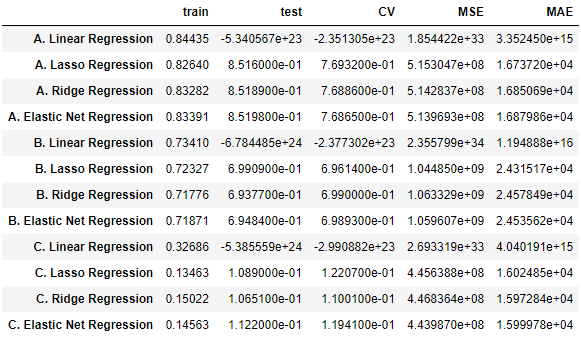 train test CV MSE MAE
A. Linear Regression 0.84435 -5.340567e+23 -2.351305e+23 1.854422e+33 3.352450e+15
A. Lasso Regression 0.82640 8.516000e-01 7.693200e-01 5.153047e+08 1.673720e+04
A. Ridge Regression 0.83282 8.518900e-01 7.688600e-01 5.142837e+08 1.685069e+04
A. Elastic Net Regression 0.83391 8.519800e-01 7.686500e-01 5.139693e+08 1.687986e+04
B. Linear Regression 0.73410 -6.784485e+24 -2.377302e+23 2.355799e+34 1.194888e+16
B. Lasso Regression 0.72327 6.990900e-01 6.961400e-01 1.044850e+09 2.431517e+04
B. Ridge Regression 0.71776 6.937700e-01 6.990000e-01 1.063329e+09 2.457849e+04
B. Elastic Net Regression 0.71871 6.948400e-01 6.989300e-01 1.059607e+09 2.453562e+04
C. Linear Regression 0.32686 -5.385559e+24 -2.990882e+23 2.693319e+33 4.040191e+15
C. Lasso Regression 0.13463 1.089000e-01 1.220700e-01 4.456388e+08 1.602485e+04
C. Ridge Regression 0.15022 1.065100e-01 1.100100e-01 4.468364e+08 1.597284e+04
C. Elastic Net Regression 0.14563 1.122000e-01 1.194100e-01 4.439870e+08 1.599978e+04